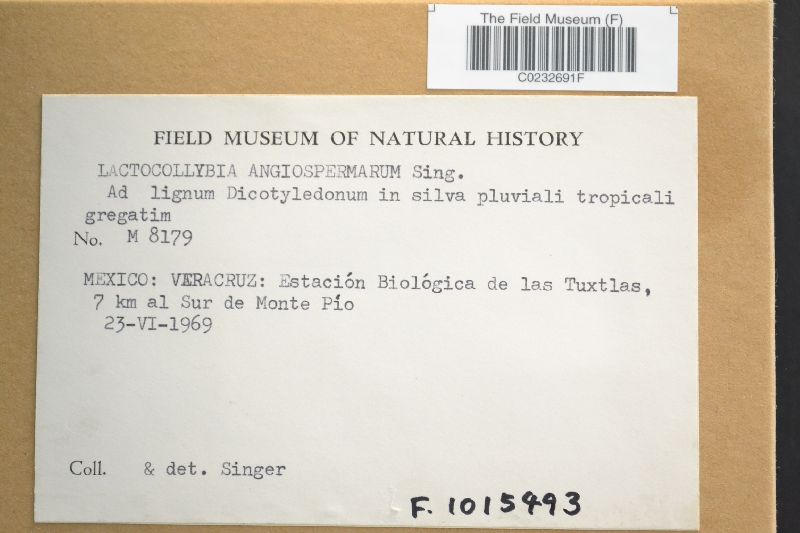 The Field Museum (F)
C0232691F
FIELD MUSEUM OF NATURAL HISTORY
LACTOCOLLYBIA ANGIOSPERMARUM Sing.
Ad lignum Dicotyledonum in silva pluviali tropicali
gregatim
No. M 8179
MEXICO: VERACRUZ: Estación Biológica de las Tuxtlas,
7 km al Sur de Monte Pío
23-VI-1969
Coll. & det. Singer
F. 1015493